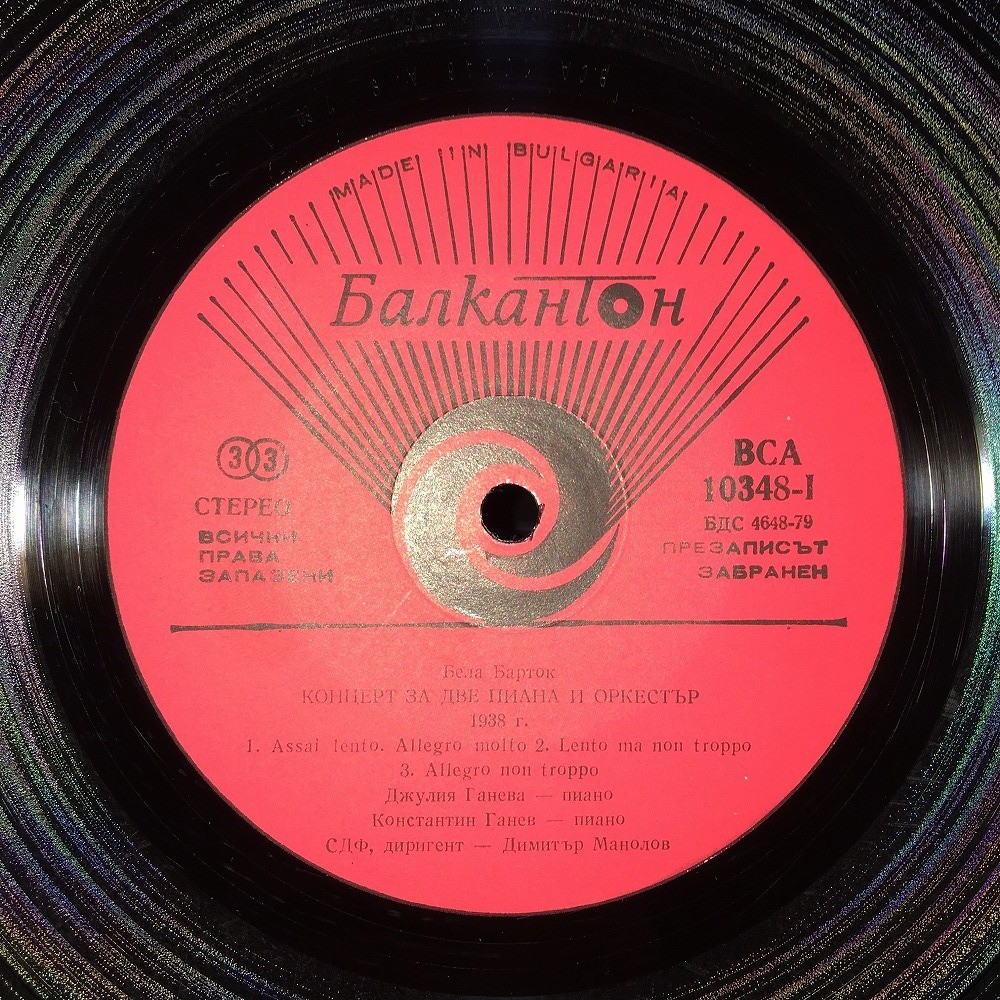 MADE IN BULGARIA
Балкантон
33
СТЕРЕО
ВСИЧКИ
ПРАВА
ЗАПАЗЕНИ
ВСА
10348-I
БДС 4648-79
ПРЕЗАПИСЪТ
ЗАБРАНЕН
Бела Барток
КОНЦЕРТ ЗА ДВЕ ПИАНА И ОРКЕСТЪР
1938 г.
1. Assai lento. Allegro molto 2. Lento ma non troppo
3. Allegro non troppo
Джулия Ганева — пиано
Константин Ганев — пиано
СДФ, диригент — Димитър Манолов